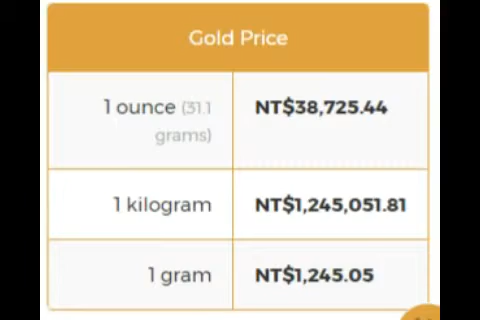 Gold Price
1 ounce (31.1 grams) NT$38,725.44
1 kilogram NT$1,245,051.81
1 gram NT$1,245.05